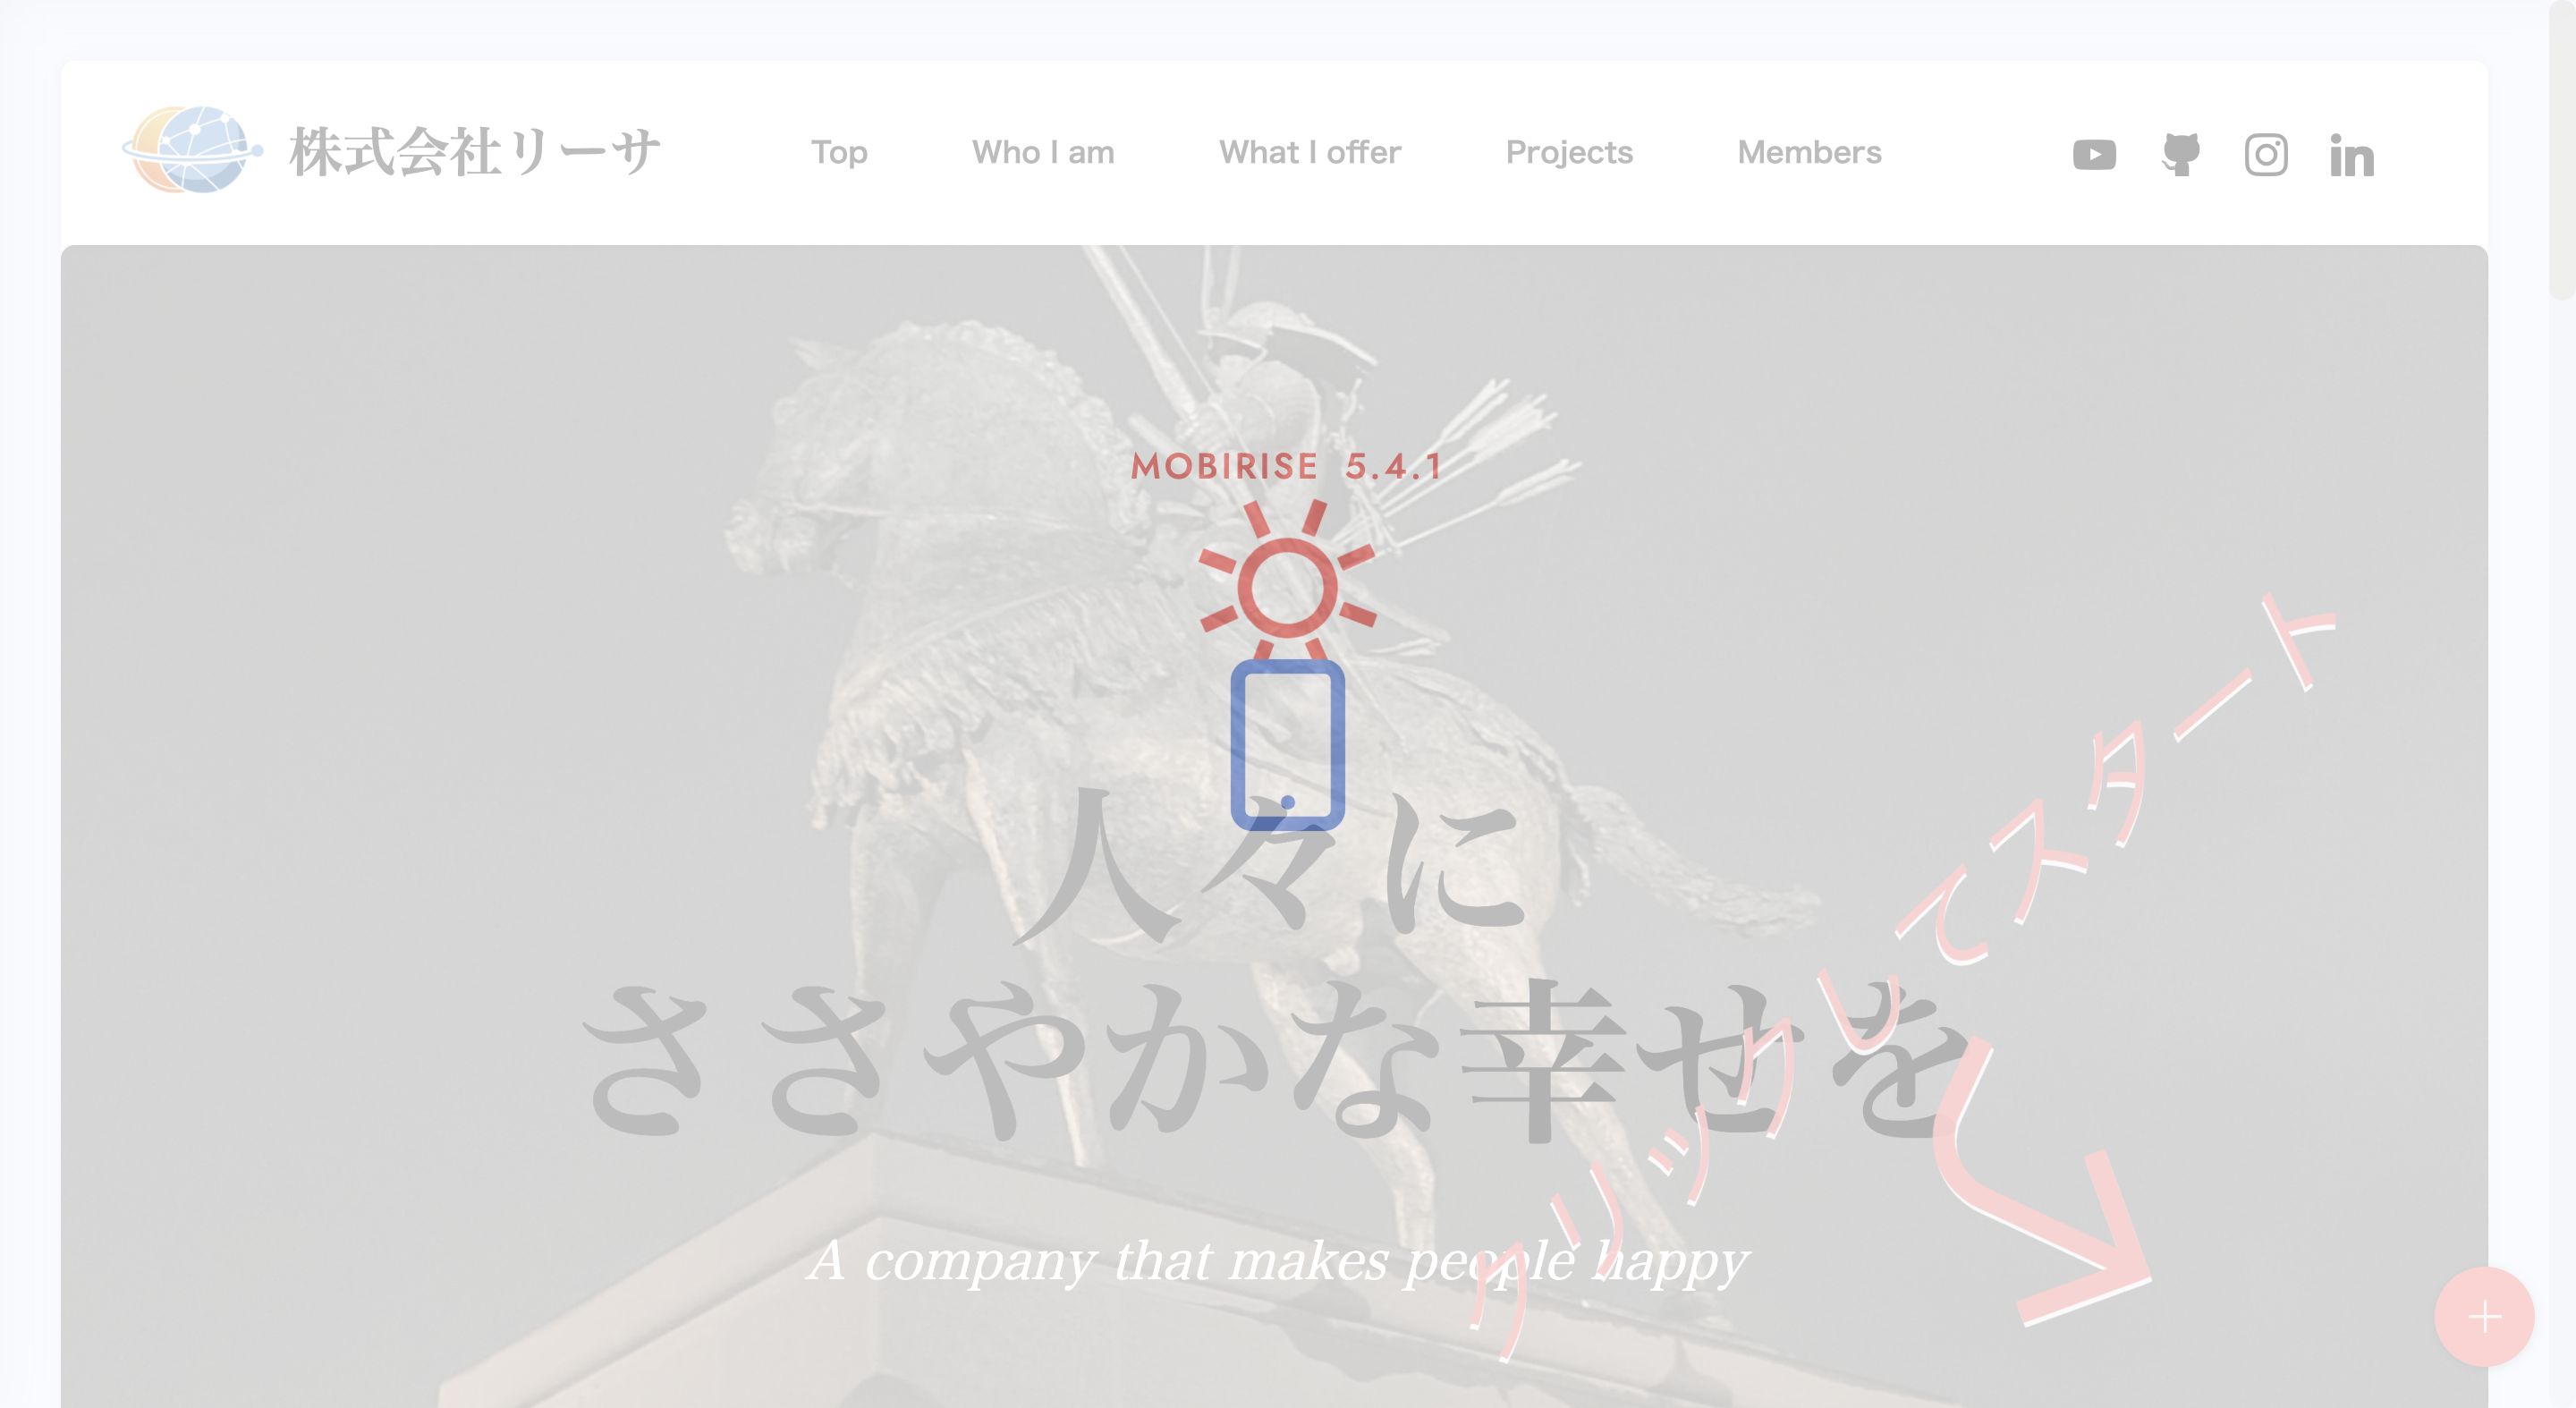 株式会社リーサ
Top
Who I am
What I offer
Projects
Members
MOBIRISE 5.4.1
人々に
ささやかな幸せを
クリックしてスタート
A company that makes people happy